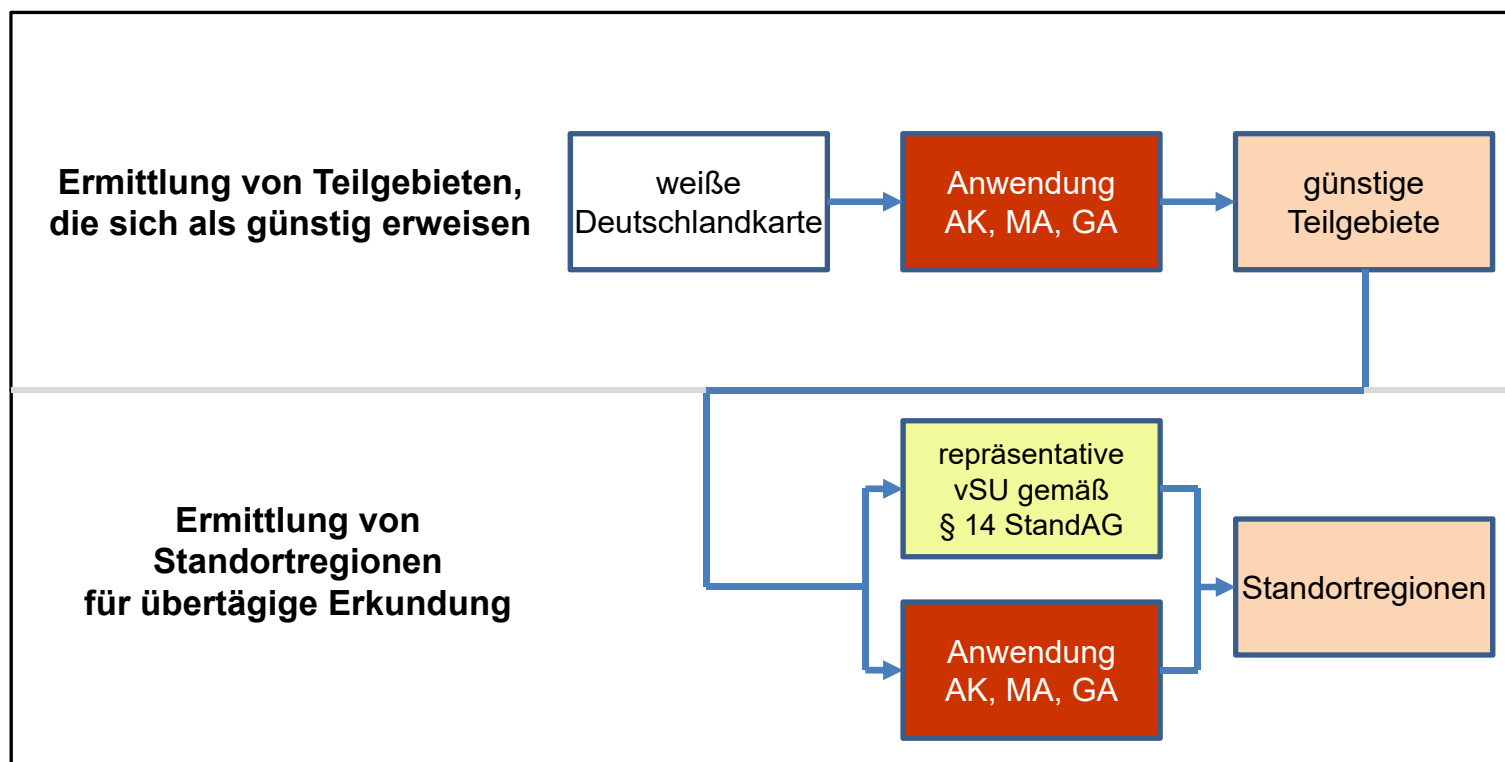 Ermittlung von Teilgebieten,
die sich als günstig erweisen
weiße
Deutschlandkarte
Anwendung
AK, MA, GA
günstige
Teilgebiete
Ermittlung von
Standortregionen
für übertägige Erkundung
repräsentative
vSU gemäß
§ 14 StandAG
Anwendung
AK, MA, GA
Standortregionen